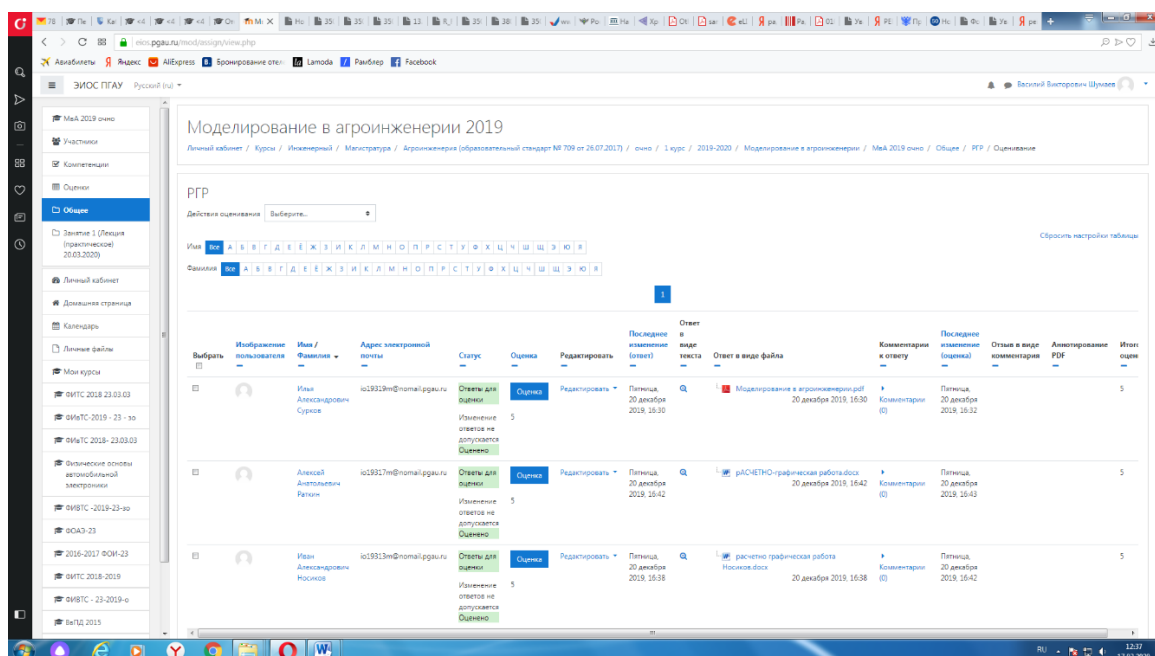 eios.pgau.ru/mod/assign/view.php
Авиабилеты Яндекс AliExpress Бронирование отел Lamoda Рамблер Facebook
ЭИОС ПГАУ Русский (ru)
Василий Викторович Шумаев
МвА 2019 очно
Участники
Компетенции
Оценки
Общее
Занятие 1 (Лекция
(практическое)
20.03.2020)
Личный кабинет
Домашняя страница
Календарь
Личные файлы
Мои курсы
ФИТС 2018 23.03.03
ФИвТС-2019 - 23 - зо
ФИвТС 2018- 23.03.03
Физические основы
автомобильной
электроники
ФИВТС -2019-23-зо
ФОАЭ-23
2016-2017 ФОИ-23
ФИТС 2018-2019
ФИВТС - 23-2019-о
ВвПД 2015
Моделирование в агроинженерии 2019
Личный кабинет / Курсы / Инженерный / Магистратура / Агроинженерия (образовательный стандарт № 709 от 26.07.2017) / очно / 1 курс / 2019-2020 / Моделирование в агроинженерии / МвА 2019 очно / Общее / РГР / Оценивание
РГР
Действия оценивания Выберите...
Сбросить настройки таблицы
Имя Все А Б В Г Д Е Ё Ж З И К Л М Н О П Р С Т У Ф Х Ц Ч Ш Щ Э Ю Я
Фамилия Все А Б В Г Д Е Ё Ж З И К Л М Н О П Р С Т У Ф Х Ц Ч Ш Щ Э Ю Я
1
Выбрать
Изображение
пользователя
Имя /
Фамилия
Адрес электронной
почты
Статус
Оценка
Редактировать
Последнее
изменение
(ответ)
Ответ
в
виде
текста
Ответ в виде файла
Комментарии
к ответу
Последнее
изменение
(оценка)
Отзыв в виде
комментария
Аннотирование
PDF
Итого
оцен
Илья
Александрович
Сурков
io19319m@nomail.pgau.ru
Ответы для
оценки
Изменение
ответов не
допускается
Оценено
Оценка
5
Редактировать
Пятница,
20 декабря
2019, 16:30
Моделирование в агроинженерии.pdf
20 декабря 2019, 16:30
Комментарии
(0)
Пятница,
20 декабря
2019, 16:32
5
Алексей
Анатольевич
Раткин
io19317m@nomail.pgau.ru
Ответы для
оценки
Изменение
ответов не
допускается
Оценено
Оценка
5
Редактировать
Пятница,
20 декабря
2019, 16:42
рАСЧЕТНО-графическая работа.docx
20 декабря 2019, 16:42
Комментарии
(0)
Пятница,
20 декабря
2019, 16:43
5
Иван
Александрович
Носиков
io19313m@nomail.pgau.ru
Ответы для
оценки
Изменение
ответов не
допускается
Оценено
Оценка
5
Редактировать
Пятница,
20 декабря
2019, 16:38
расчетно графическая работа
Носиков.docx
20 декабря 2019, 16:38
Комментарии
(0)
Пятница,
20 декабря
2019, 16:42
5
RU
12:37